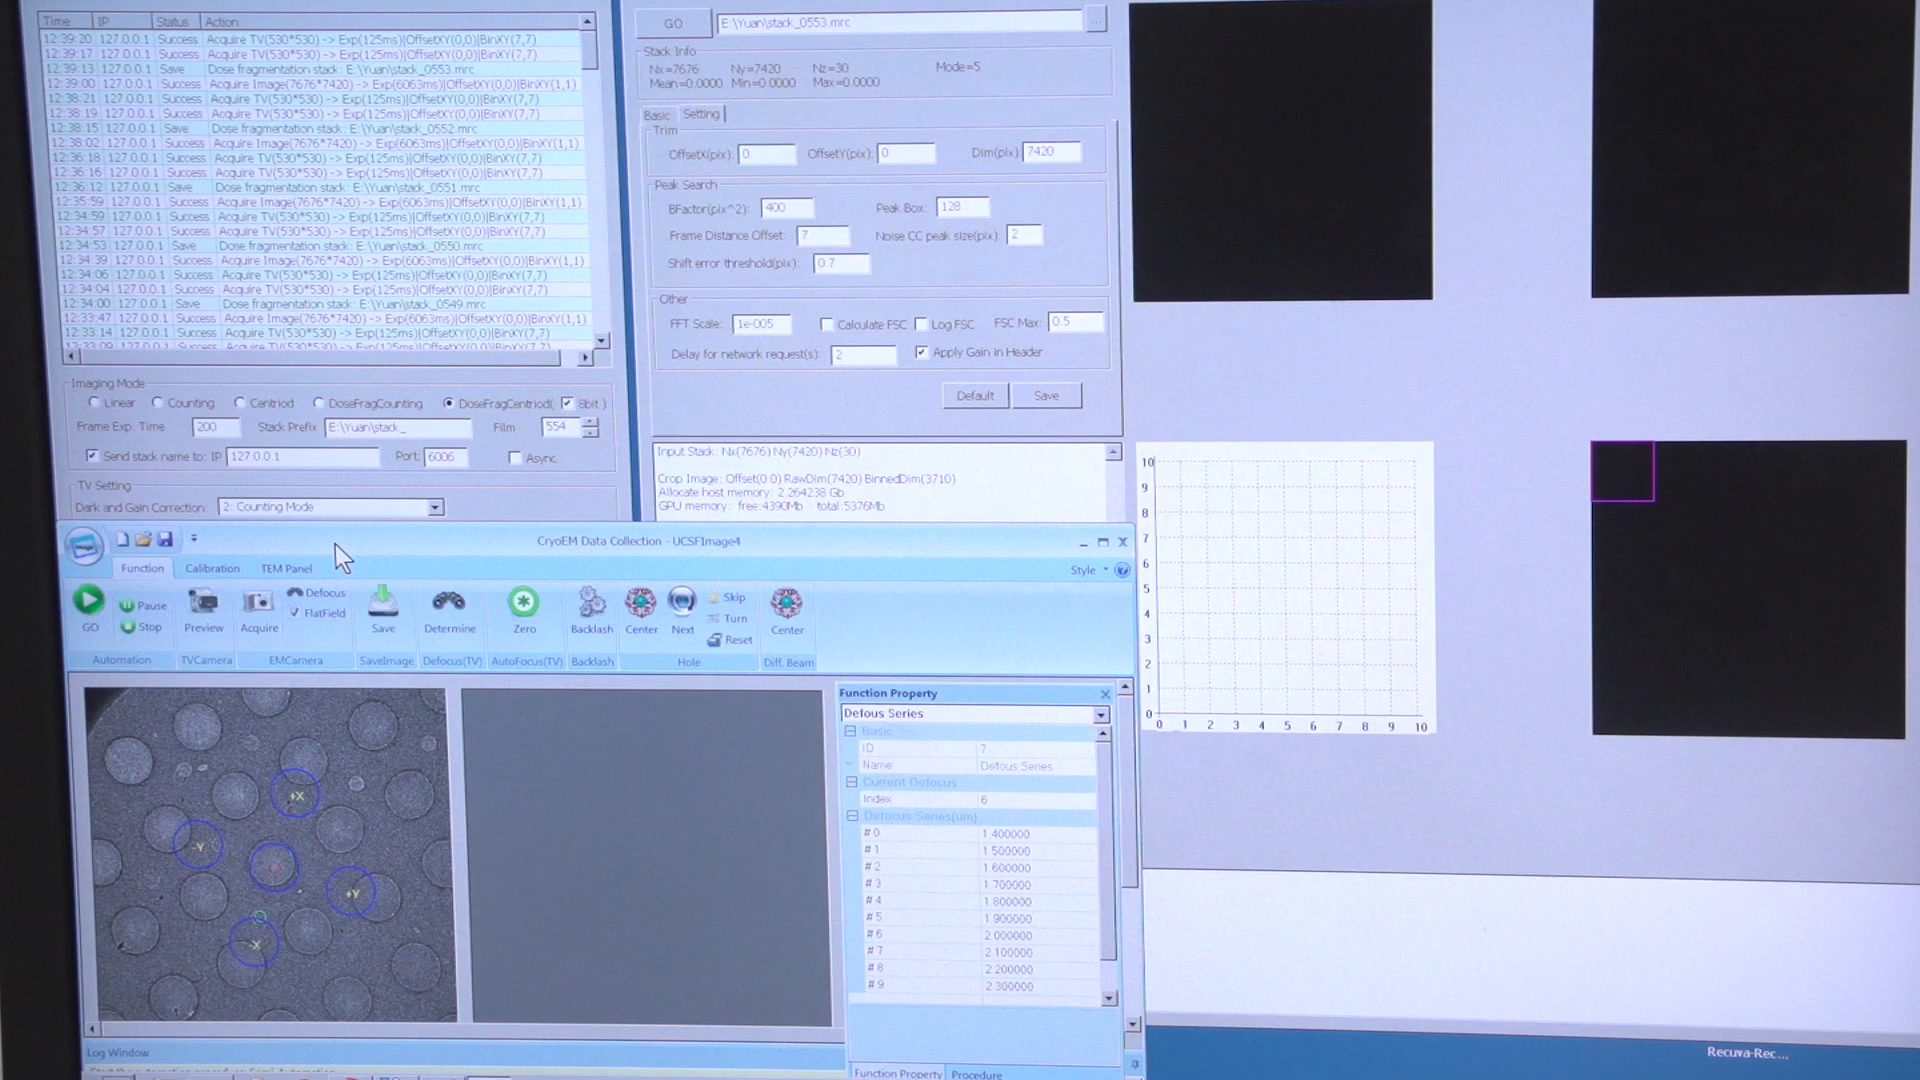 Time IP Status Action
12:39:20 127.0.0.1 Success Acquire TV(530*530) -> Exp(125ms)|OffsetXY(0,0)|BinXY(7,7)
12:39:17 127.0.0.1 Success Acquire TV(530*530) -> Exp(125ms)|OffsetXY(0,0)|BinXY(7,7)
12:39:13 127.0.0.1 Save Dose fragmentation stack: E:\Yuan\stack_0553.mrc
12:39:00 127.0.0.1 Success Acquire Image(7676*7420) -> Exp(6063ms)|OffsetXY(0,0)|BinXY(1,1)
12:38:21 127.0.0.1 Success Acquire TV(530*530) -> Exp(125ms)|OffsetXY(0,0)|BinXY(7,7)
12:38:19 127.0.0.1 Success Acquire TV(530*530) -> Exp(125ms)|OffsetXY(0,0)|BinXY(7,7)
12:38:15 127.0.0.1 Save Dose fragmentation stack: E:\Yuan\stack_0552.mrc
12:38:02 127.0.0.1 Success Acquire Image(7676*7420) -> Exp(6063ms)|OffsetXY(0,0)|BinXY(1,1)
12:36:18 127.0.0.1 Success Acquire TV(530*530) -> Exp(125ms)|OffsetXY(0,0)|BinXY(7,7)
12:36:16 127.0.0.1 Success Acquire TV(530*530) -> Exp(125ms)|OffsetXY(0,0)|BinXY(7,7)
12:36:12 127.0.0.1 Save Dose fragmentation stack: E:\Yuan\stack_0551.mrc
12:35:59 127.0.0.1 Success Acquire Image(7676*7420) -> Exp(6063ms)|OffsetXY(0,0)|BinXY(1,1)
12:34:59 127.0.0.1 Success Acquire TV(530*530) -> Exp(125ms)|OffsetXY(0,0)|BinXY(7,7)
12:34:57 127.0.0.1 Success Acquire TV(530*530) -> Exp(125ms)|OffsetXY(0,0)|BinXY(7,7)
12:34:53 127.0.0.1 Save Dose fragmentation stack: E:\Yuan\stack_0550.mrc
12:34:39 127.0.0.1 Success Acquire Image(7676*7420) -> Exp(6063ms)|OffsetXY(0,0)|BinXY(1,1)
12:34:06 127.0.0.1 Success Acquire TV(530*530) -> Exp(125ms)|OffsetXY(0,0)|BinXY(7,7)
12:34:04 127.0.0.1 Success Acquire TV(530*530) -> Exp(125ms)|OffsetXY(0,0)|BinXY(7,7)
12:34:00 127.0.0.1 Save Dose fragmentation stack: E:\Yuan\stack_0549.mrc
12:33:47 127.0.0.1 Success Acquire Image(7676*7420) -> Exp(6063ms)|OffsetXY(0,0)|BinXY(1,1)
12:33:14 127.0.0.1 Success Acquire TV(530*530) -> Exp(125ms)|OffsetXY(0,0)|BinXY(7,7)
12:33:09 127.0.0.1 Success Acquire TV(530*530) -> Exp(125ms)|OffsetXY(0,0)|BinXY(7,7)
Imaging Mode
Linear Counting Centriod DoseFragCounting DoseFragCentriod( 8bit )
Frame Exp. Time 200 Stack Prefix E:\Yuan\stack_ Film 554
Send stack name to: IP 127.0.0.1 Port: 6006 Async
TV Setting
Dark and Gain Correction: 2: Counting Mode
GO E:\Yuan\stack_0553.mrc ...
Stack Info
Nx=7676 Ny=7420 Nz=30 Mode=5
Mean=0.0000 Min=0.0000 Max=0.0000
Basic Setting
Trim
OffsetX(pix): 0 OffsetY(pix): 0 Dim(pix): 7420
Peak Search
BFactor(pix^2): 400 Peak Box: 128
Frame Distance Offset: 7 Noise CC peak size(pix): 2
Shift error threshold(pix): 0.7
Other
FFT Scale: 1e-005 Calculate FSC Log FSC FSC Max: 0.5
Delay for network request(s): 2 Apply Gain in Header
Default Save
Input Stack: Nx(7676) Ny(7420) Nz(30)
Crop Image: Offset(0 0) RawDim(7420) BinnedDim(3710)
Allocate host memory: 2.264238 Gb
GPU memory: free:4390Mb total:5376Mb
10
9
8
7
6
5
4
3
2
1
0
0 1 2 3 4 5 6 7 8 9 10
CryoEM Data Collection - UCSFImage4
Function Calibration TEM Panel Style
GO Pause Stop Preview Acquire Defocus FlatField Save Determine Zero Backlash Center Next Skip Turn Reset Center
Automation TVCamera EMCamera SaveImage Defocus(TV) AutoFocus(TV) Backlash Hole Diff. Beam
+X
-Y
+Y
-X
Function Property
Defous Series
Basic
ID 7
Name Defous Series
Current Defocus
Index 6
Defocus Series(um)
# 0 1.400000
# 1 1.500000
# 2 1.600000
# 3 1.700000
# 4 1.800000
# 5 1.900000
# 6 2.000000
# 7 2.100000
# 8 2.200000
# 9 2.300000
Log Window
Function Property Procedure
Recuva-Rec...